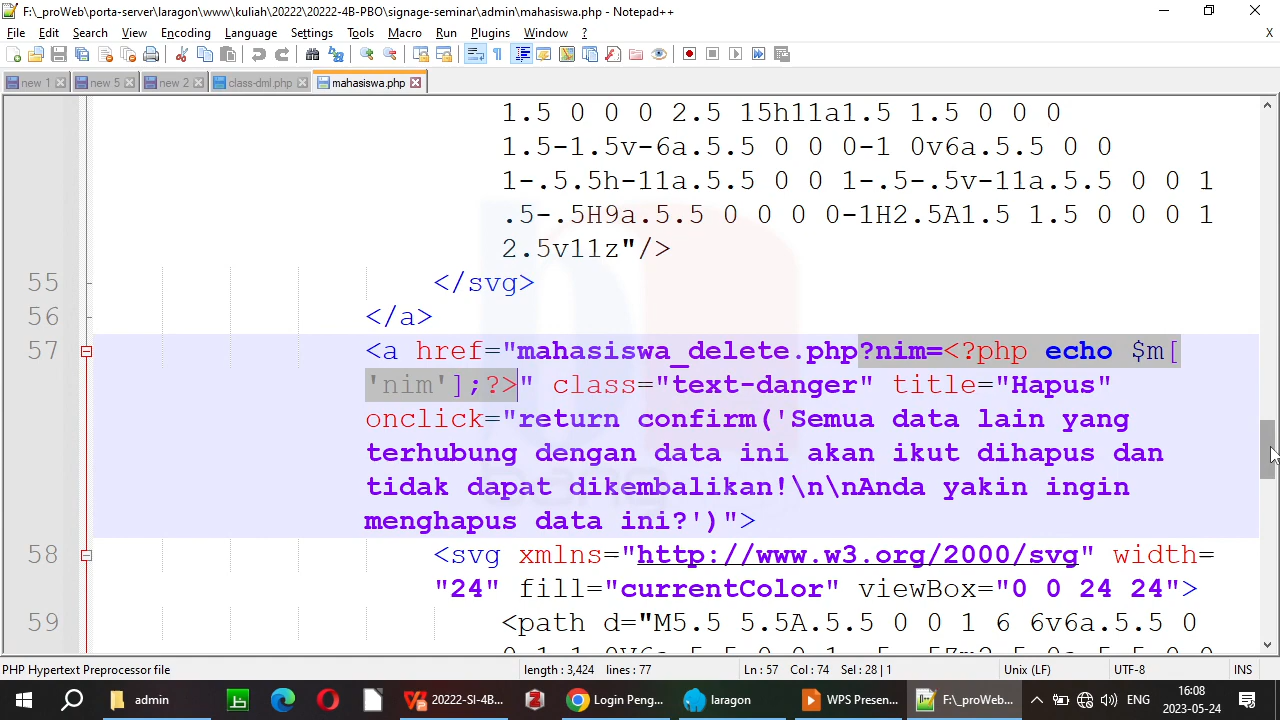 F:\_proWeb\porta-server\laragon\www\kuliah\20222\20222-4B-PBO\signage-seminar\admin\mahasiswa.php - Notepad++
File Edit Search View Encoding Language Settings Tools Macro Run Plugins Window ? X
new 1 new 5 new 2 class-dml.php mahasiswa.php
1.5 0 0 0 2.5 15h11a1.5 1.5 0 0 0
1.5-1.5v-6a.5.5 0 0 0-1 0v6a.5.5 0 0
1-.5.5h-11a.5.5 0 0 1-.5-.5v-11a.5.5 0 0 1
.5-.5H9a.5.5 0 0 0 0-1H2.5A1.5 1.5 0 0 0 1
2.5v11z"/>
55 </svg>
56 </a>
57 <a href="mahasiswa_delete.php?nim=<?php echo $m[
'nim'];?>" class="text-danger" title="Hapus"
onclick="return confirm('Semua data lain yang
terhubung dengan data ini akan ikut dihapus dan
tidak dapat dikembalikan!\n\nAnda yakin ingin
menghapus data ini?')">
58 <svg xmlns="http://www.w3.org/2000/svg" width=
"24" fill="currentColor" viewBox="0 0 24 24">
59 <path d="M5.5 5.5A.5.5 0 0 1 6 6v6a.5.5 0
PHP Hypertext Preprocessor file length : 3,424 lines : 77 Ln : 57 Col : 74 Sel : 28 | 1 Unix (LF) UTF-8 INS
admin 20222-SI-4B... Login Peng... laragon WPS Presen... F:\_proWeb... ENG 16:08
2023-05-24